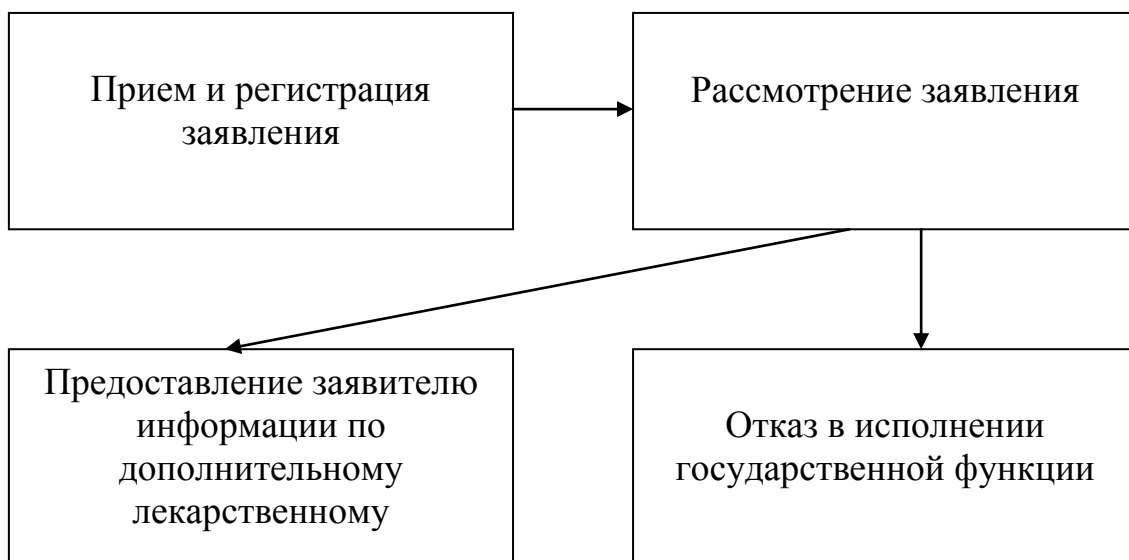 Прием и регистрация
заявления
Рассмотрение заявления
Предоставление заявителю
информации по
дополнительному
лекарственному
Отказ в исполнении
государственной функции